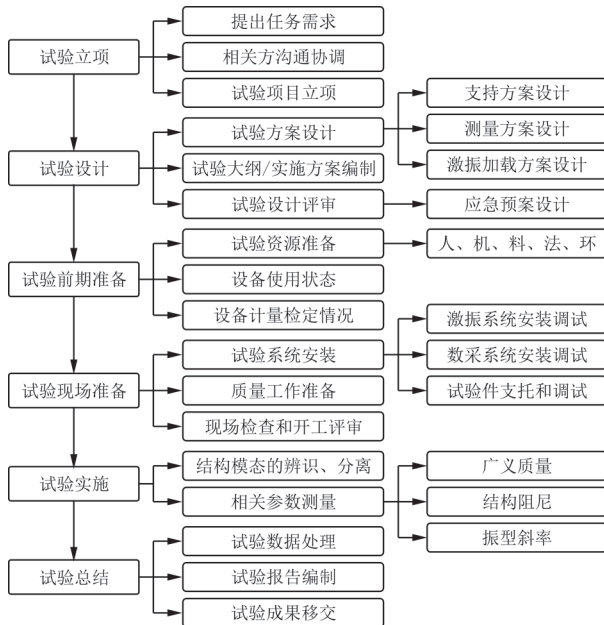 试验立项
提出任务需求
相关方沟通协调
试验项目立项
试验设计
试验方案设计
支持方案设计
测量方案设计
激振加载方案设计
试验大纲/实施方案编制
试验设计评审
应急预案设计
试验前期准备
试验资源准备
人、机、料、法、环
设备使用状态
设备计量检定情况
试验现场准备
试验系统安装
激振系统安装调试
数采系统安装调试
试验件支托和调试
质量工作准备
现场检查和开工评审
试验实施
结构模态的辨识、分离
相关参数测量
广义质量
结构阻尼
振型斜率
试验总结
试验数据处理
试验报告编制
试验成果移交